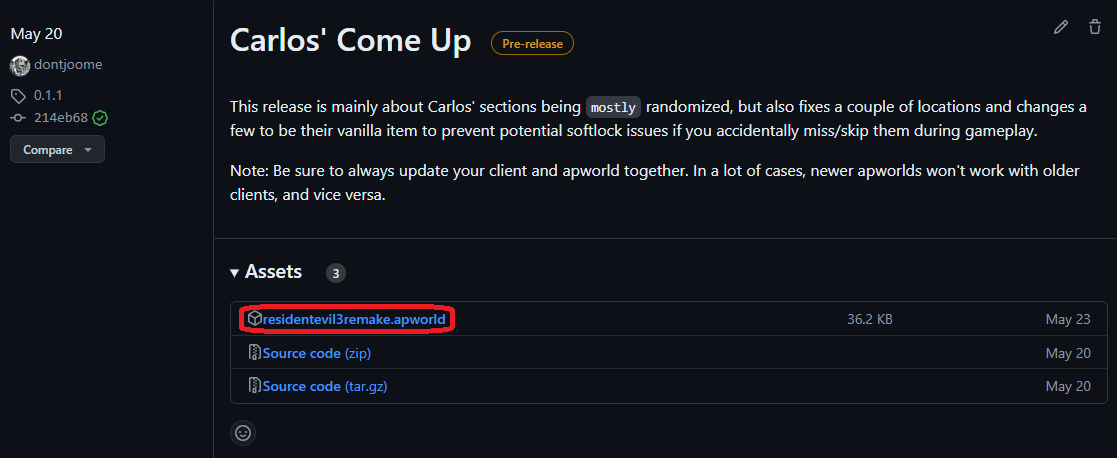 May 20
dontjoome
0.1.1
214eb68
Compare
Carlos' Come Up
Pre-release
This release is mainly about Carlos' sections being mostly randomized, but also fixes a couple of locations and changes a
few to be their vanilla item to prevent potential softlock issues if you accidentally miss/skip them during gameplay.
Note: Be sure to always update your client and apworld together. In a lot of cases, newer apworlds won't work with older
clients, and vice versa.
Assets 3
residentevil3remake.apworld 36.2 KB May 23
Source code (zip) May 20
Source code (tar.gz) May 20